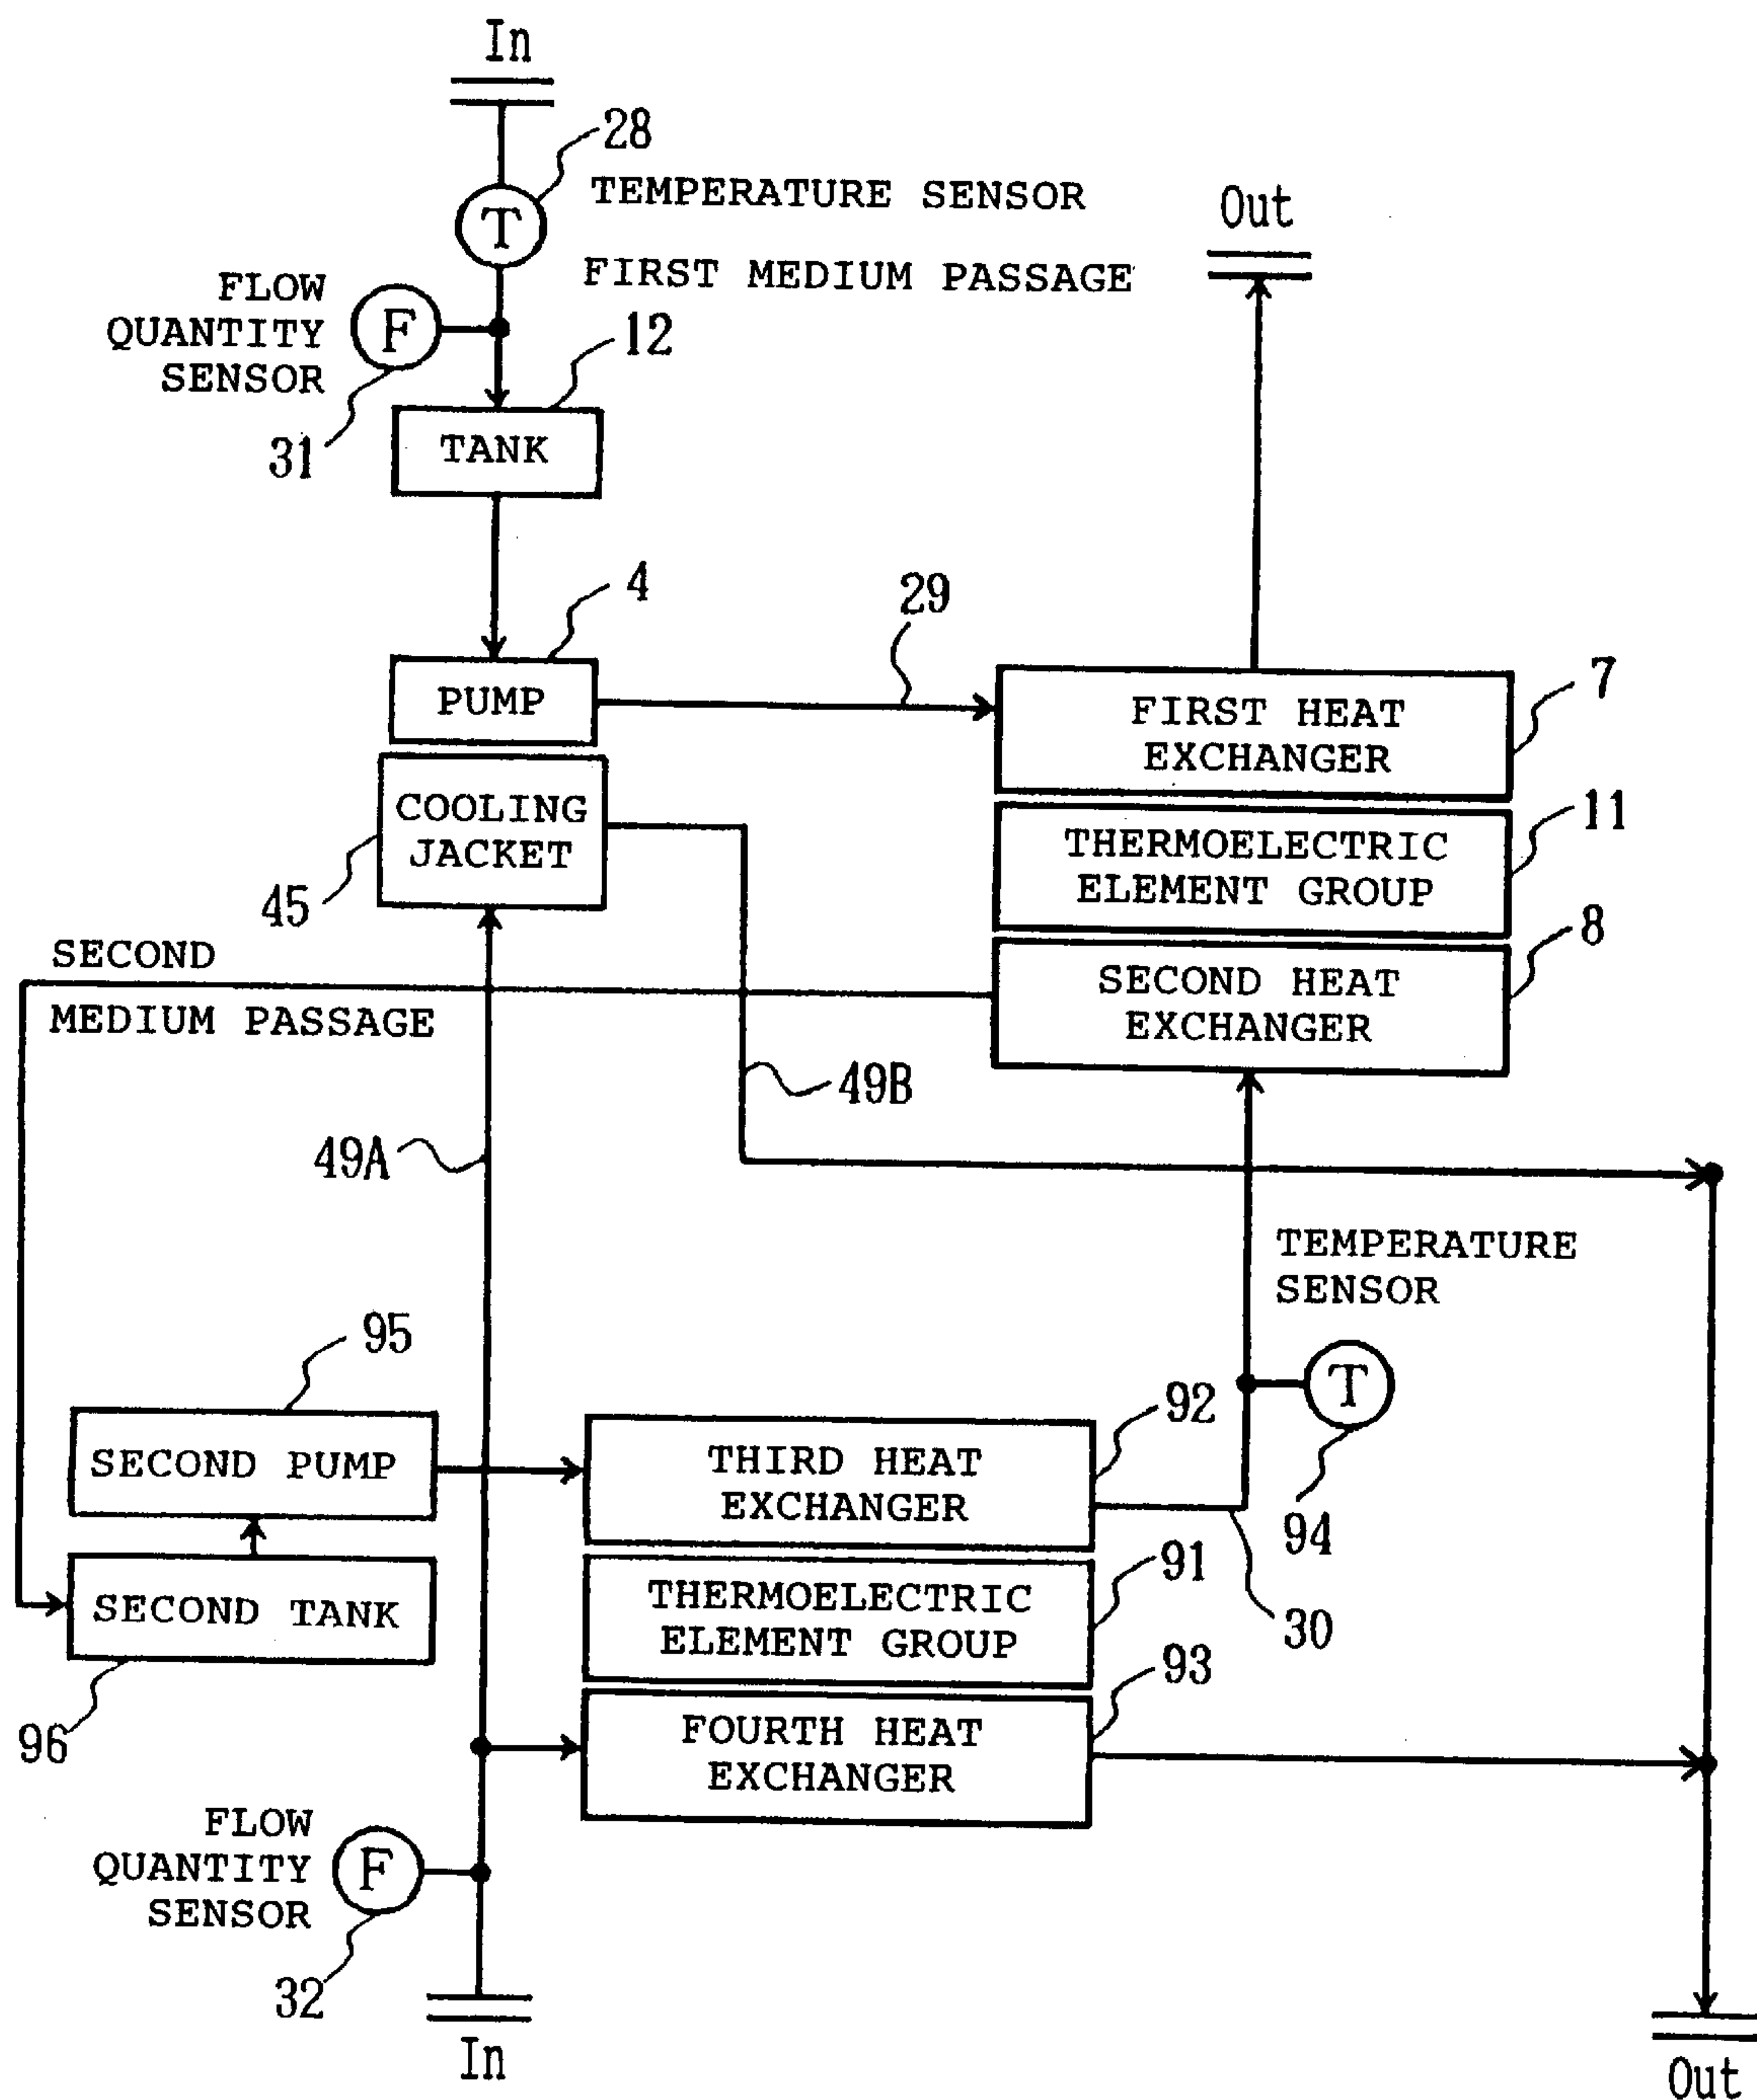 In
28
TEMPERATURE SENSOR
Out
T
FIRST MEDIUM PASSAGE
FLOW
QUANTITY
SENSOR
F
12
31
TANK
4
29
PUMP
FIRST HEAT
EXCHANGER
7
COOLING
JACKET
THERMOELECTRIC
ELEMENT GROUP
11
45
8
SECOND
MEDIUM PASSAGE
SECOND HEAT
EXCHANGER
49B
49A
TEMPERATURE
SENSOR
95
92
T
SECOND PUMP
THIRD HEAT
EXCHANGER
94
91
SECOND TANK
THERMOELECTRIC
ELEMENT GROUP
30
93
96
FOURTH HEAT
EXCHANGER
FLOW
QUANTITY
SENSOR
F
32
In
Out